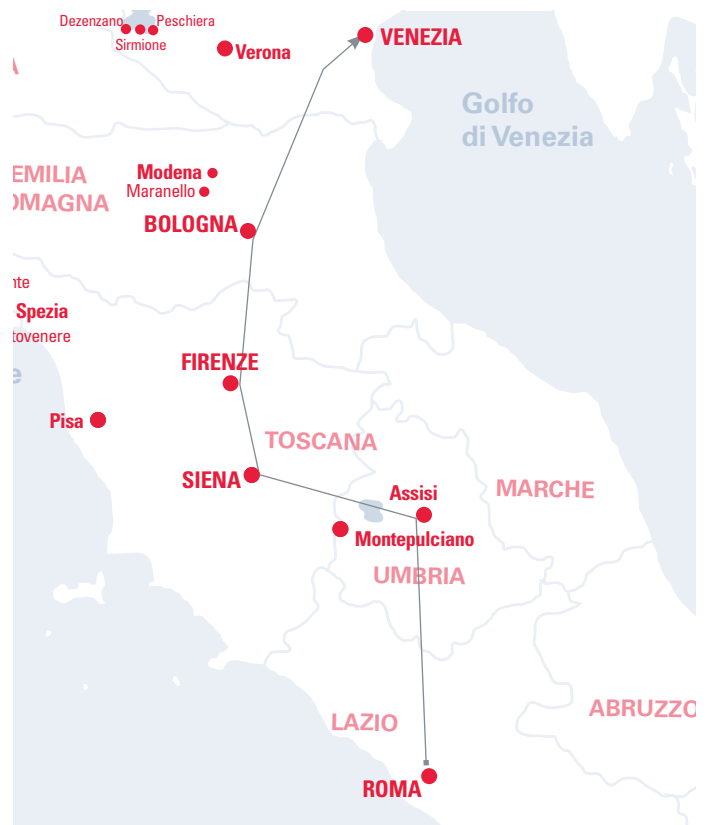 Dezenzano
Peschiera
Sirmione
VENEZIA
Verona
Golfo
di Venezia
EMILIA
OMAGNA
Modena
Maranello
BOLOGNA
Spezia
tovenere
FIRENZE
Pisa
TOSCANA
SIENA
Assisi
MARCHE
Montepulciano
UMBRIA
LAZIO
ABRUZZO
ROMA